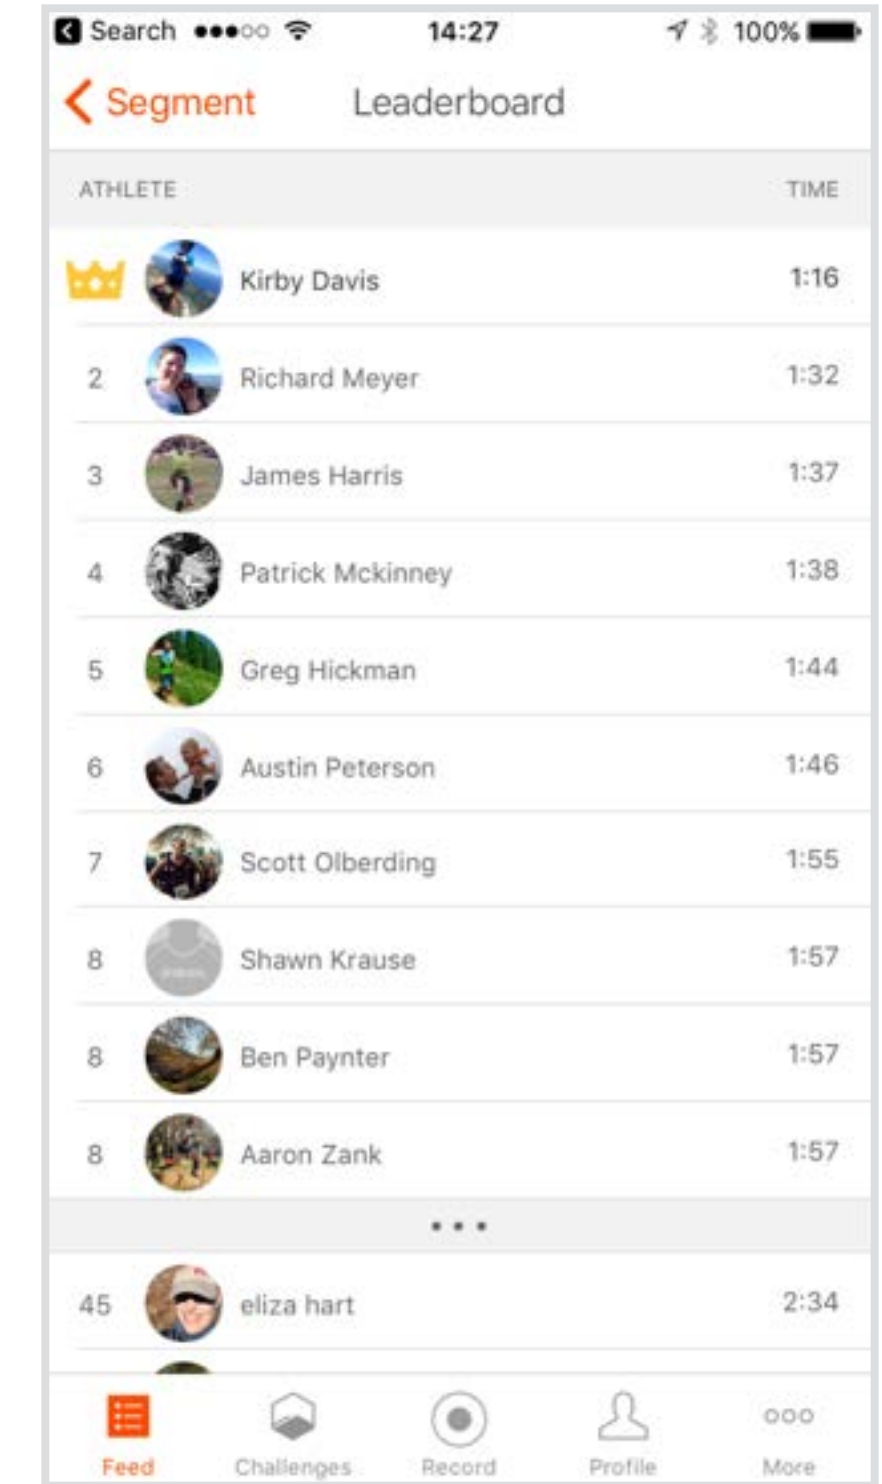 Search 14:27 100%
Segment Leaderboard
ATHLETE TIME
Kirby Davis 1:16
2 Richard Meyer 1:32
3 James Harris 1:37
4 Patrick Mckinney 1:38
5 Greg Hickman 1:44
6 Austin Peterson 1:46
7 Scott Olberding 1:55
8 Shawn Krause 1:57
8 Ben Paynter 1:57
8 Aaron Zank 1:57
45 eliza hart 2:34
Feed Challenges Record Profile More